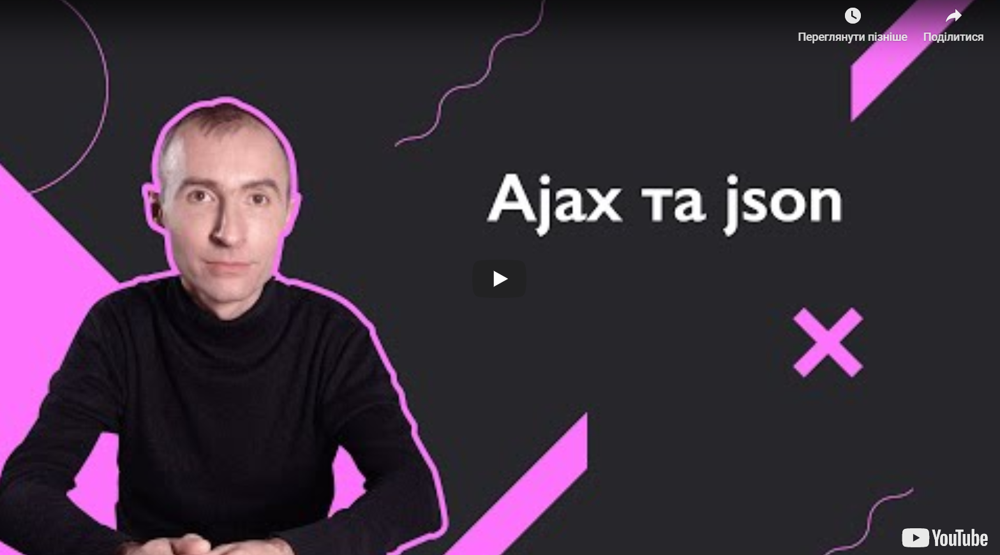 Переглянути пізніше
Поділитися
Ajax та json
YouTube